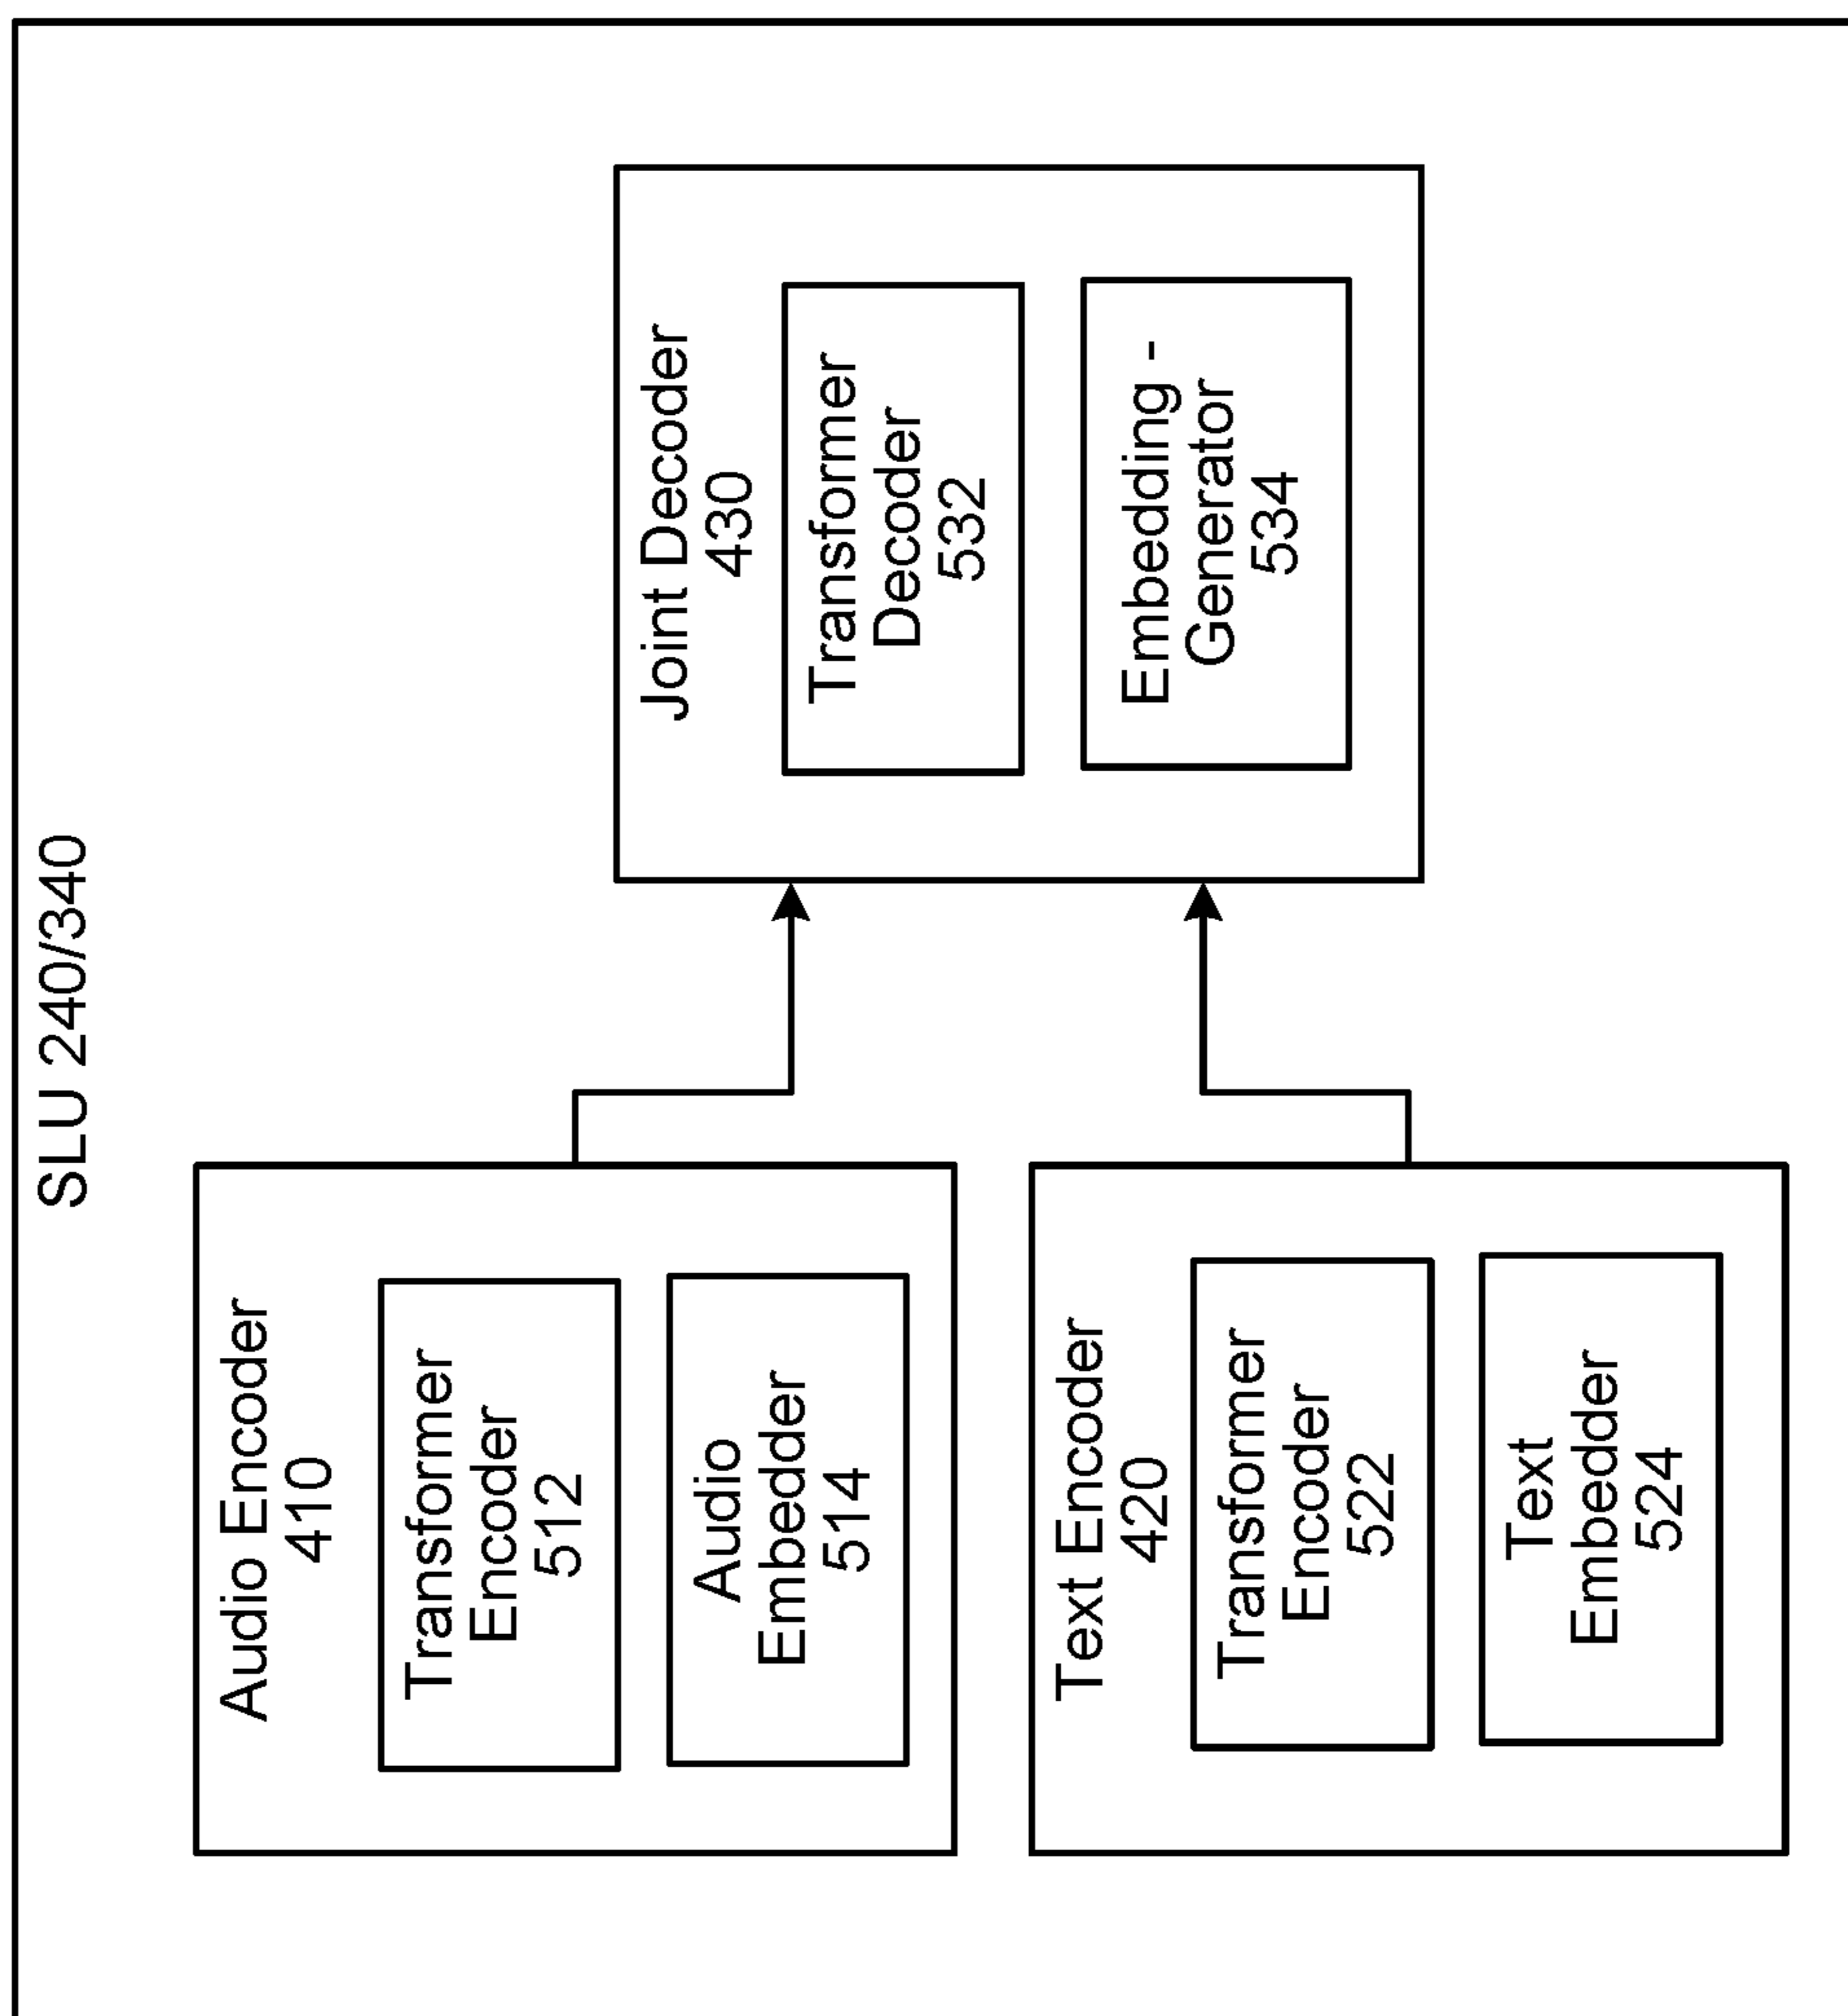 SLU 240/340
Audio Encoder
410
Transformer
Encoder
512
Audio
Embedder
514
Text Encoder
420
Transformer
Encoder
522
Text
Embedder
524
Joint Decoder
430
Transformer
Decoder
532
Embedding -
Generator
534